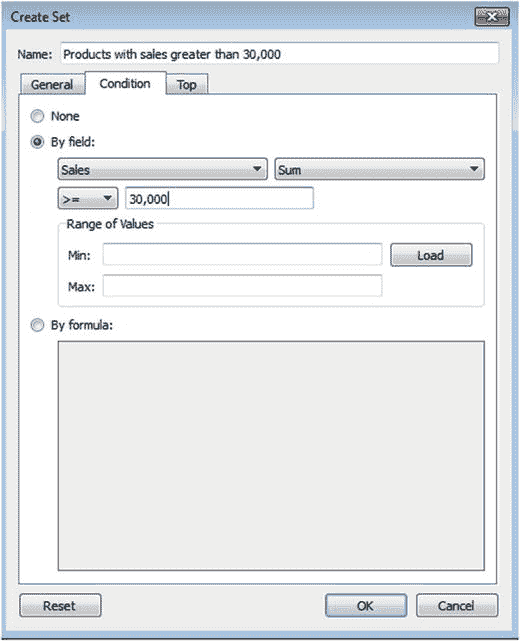 Create Set
Name: Products with sales greater than 30,000
General Condition Top
None
By field:
Sales Sum
>= 30,000
Range of Values
Min: Load
Max:
By formula:
Reset OK Cancel